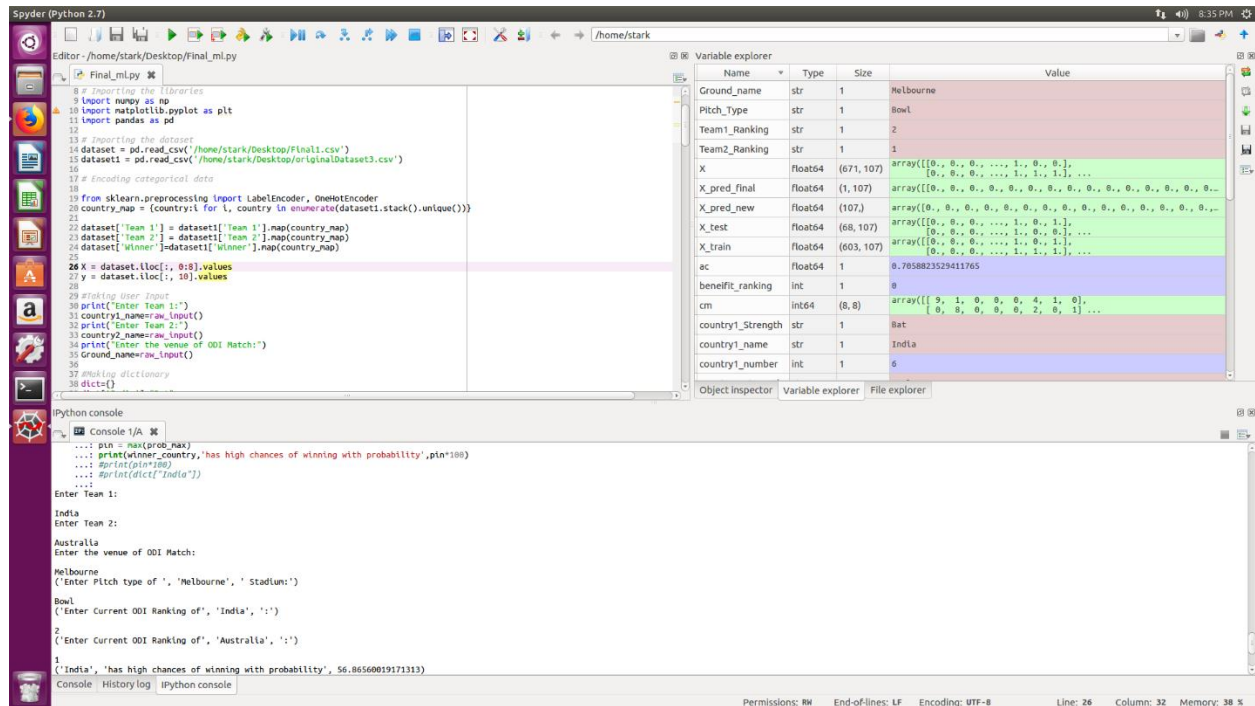 Spyder (Python 2.7)
8:35 PM
/home/stark
Editor - /home/stark/Desktop/Final_ml.py
Final_ml.py
8 # Importing the libraries
9 import numpy as np
10 import matplotlib.pyplot as plt
11 import pandas as pd
12
13 # Importing the dataset
14 dataset = pd.read_csv('/home/stark/Desktop/Final1.csv')
15 dataset1 = pd.read_csv('/home/stark/Desktop/originalDataset3.csv')
16
17 # Encoding categorical data
18
19 from sklearn.preprocessing import LabelEncoder, OneHotEncoder
20 country_map = {country:i for i, country in enumerate(dataset1.stack().unique())}
21
22 dataset['Team 1'] = dataset1['Team 1'].map(country_map)
23 dataset['Team 2'] = dataset1['Team 2'].map(country_map)
24 dataset['Winner']=dataset1['Winner'].map(country_map)
25
26 X = dataset.iloc[:, 0:8].values
27 y = dataset.iloc[:, 10].values
28
29 #Taking User Input
30 print("Enter Team 1:")
31 country1_name=raw_input()
32 print("Enter Team 2:")
33 country2_name=raw_input()
34 print("Enter the venue of ODI Match:")
35 Ground_name=raw_input()
36
37 #Making dictionary
38 dict={}
Variable explorer
Name Type Size Value
Ground_name str 1 Melbourne
Pitch_Type str 1 Bowl
Team1_Ranking str 1 2
Team2_Ranking str 1 1
X float64 (671, 107) array([[0., 0., 0., ..., 1., 0., 0.],
[0., 0., 0., ..., 1., 1., 1.], ...
X_pred_final float64 (1, 107) array([[0., 0., 0., 0., 0., 0., 0., 0., 0., 0., 0., 0., 0., 0., 0., 0., 0...
X_pred_new float64 (107,) array([0., 0., 0., 0., 0., 0., 0., 0., 0., 0., 0., 0., 0., 0., 0., 0., 0.,...
X_test float64 (68, 107) array([[0., 0., 0., ..., 1., 0., 1.],
[0., 0., 0., ..., 1., 0., 0.], ...
X_train float64 (603, 107) array([[0., 0., 0., ..., 1., 0., 1.],
[0., 0., 0., ..., 1., 0., 0.], ...
ac float64 1 0.7058823529411765
beneifit_ranking int 1 0
cm int64 (8, 8) array([[ 9, 1, 0, 0, 0, 4, 1, 0],
[ 0, 8, 0, 0, 0, 2, 0, 1] ...
country1_Strength str 1 Bat
country1_name str 1 India
country1_number int 1 6
Object inspector Variable explorer File explorer
IPython console
Console 1/A
...: pin = max(prob_max)
...: print(winner_country,'has high chances of winning with probability',pin*100)
...: #print(pin*100)
...: #print(dict["India"])
...:
Enter Team 1:
India
Enter Team 2:
Australia
Enter the venue of ODI Match:
Melbourne
('Enter Pitch type of ', 'Melbourne', ' Stadium:')
Bowl
('Enter Current ODI Ranking of', 'India', ':')
2
('Enter Current ODI Ranking of', 'Australia', ':')
1
('India', 'has high chances of winning with probability', 56.86560019171313)
Console History log IPython console
Permissions: RW End-of-lines: LF Encoding: UTF-8 Line: 26 Column: 32 Memory: 38 %